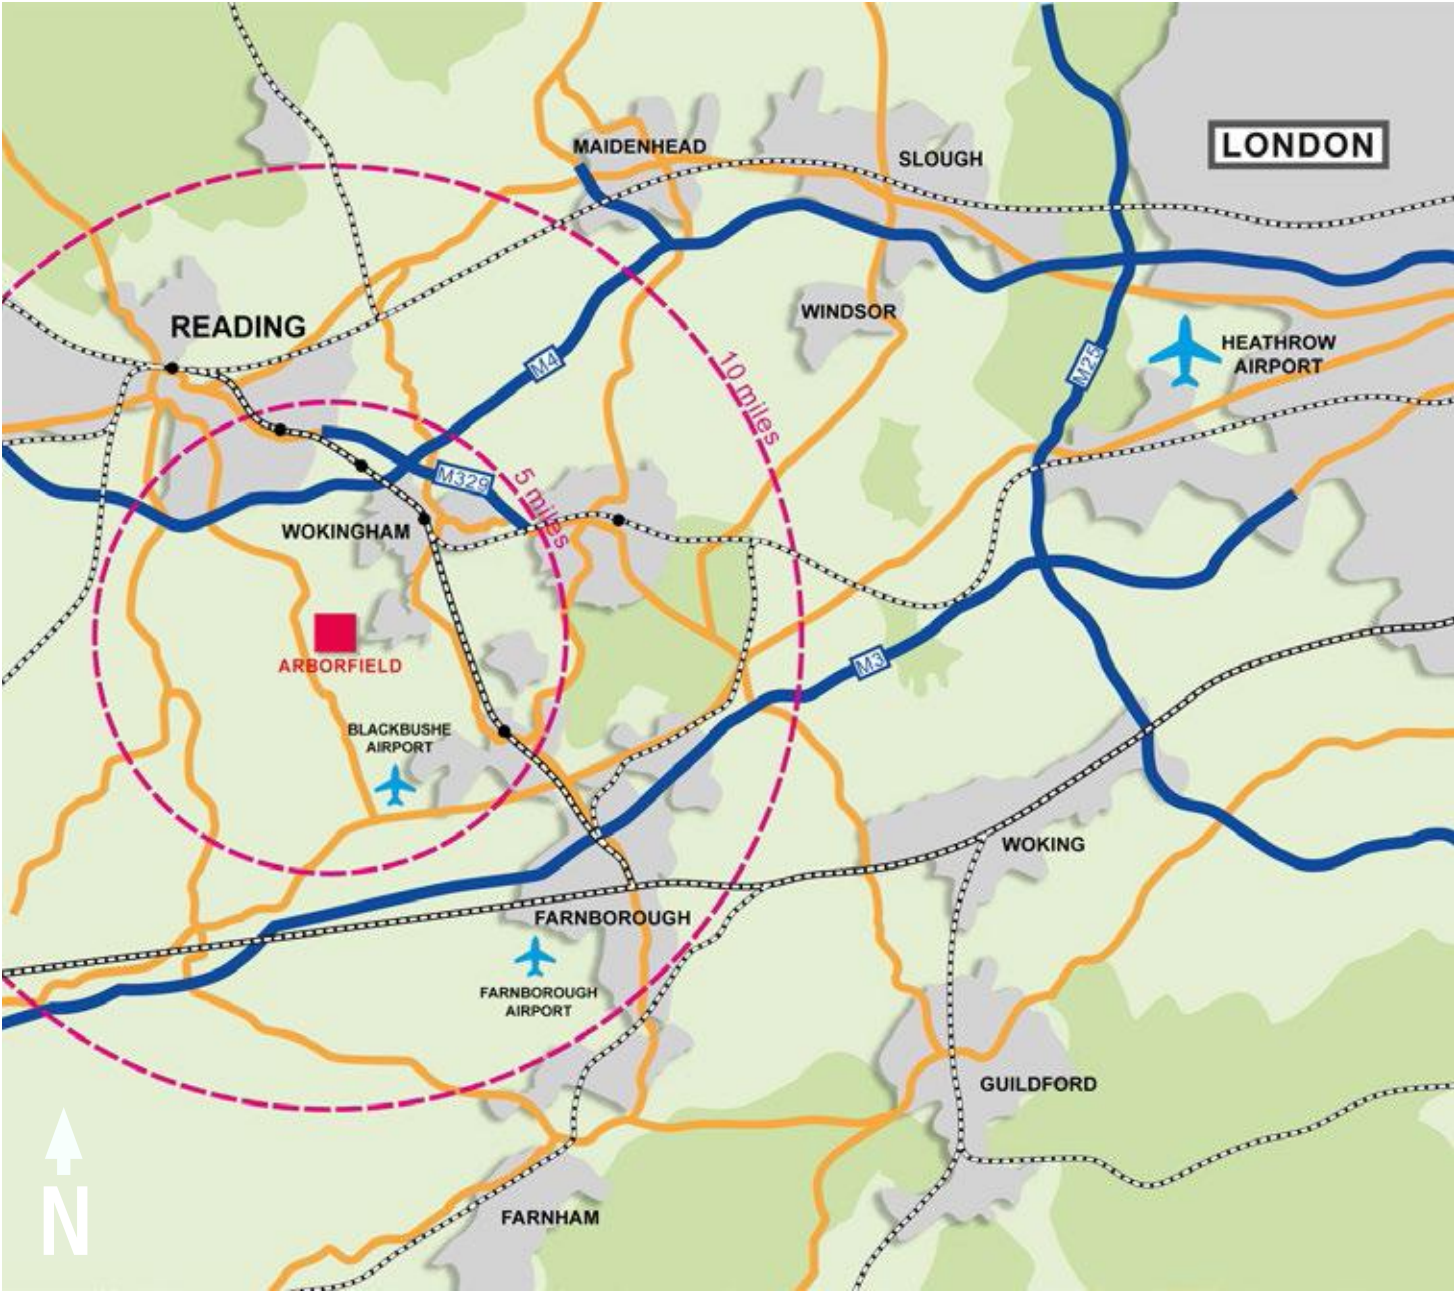 MAIDENHEAD
SLOUGH
LONDON
READING
WINDSOR
HEATHROW
AIRPORT
M4
M25
10 miles
M329
5 miles
WOKINGHAM
ARBORFIELD
M3
BLACKBUSHE
AIRPORT
WOKING
FARNBOROUGH
FARNBOROUGH
AIRPORT
GUILDFORD
FARNHAM
N